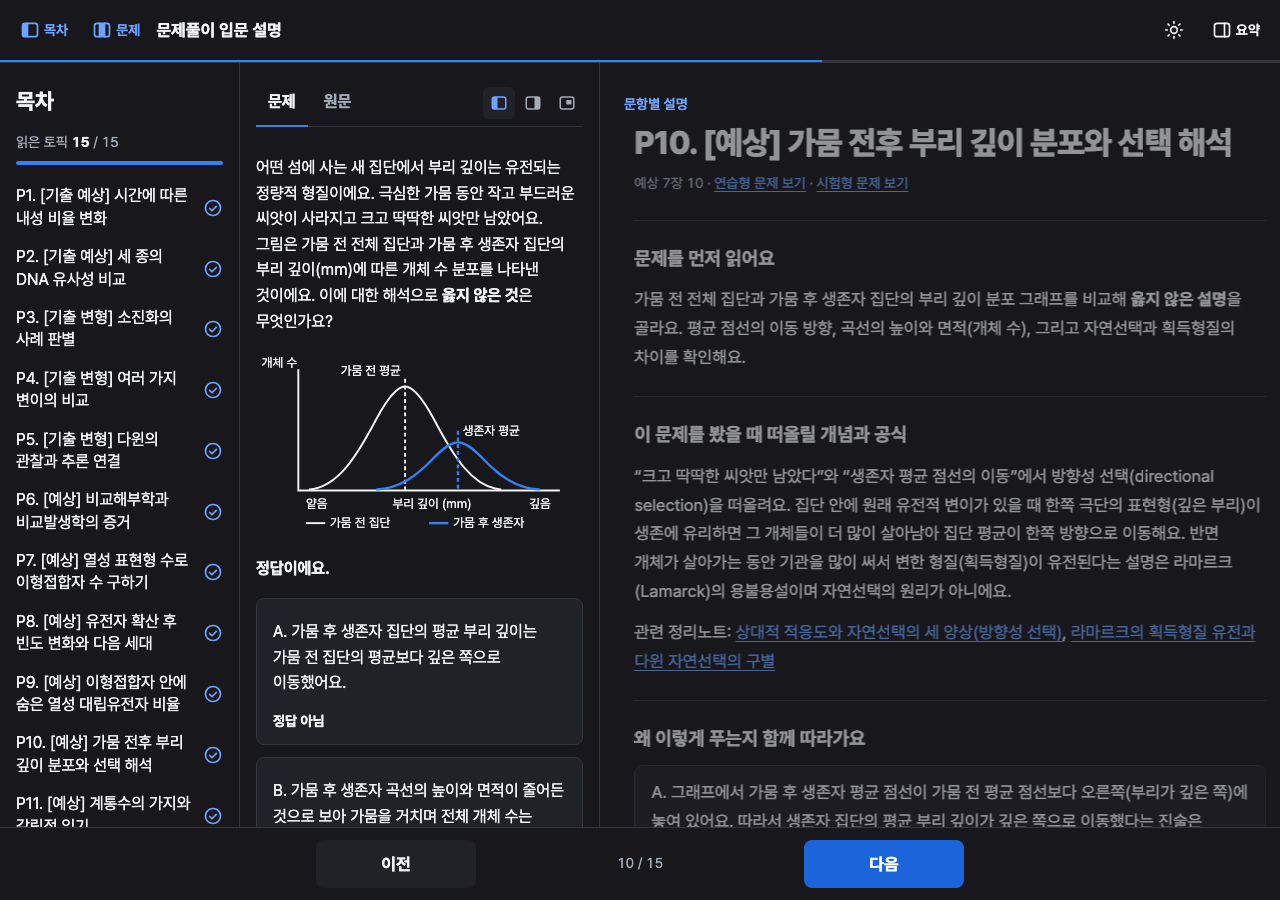 목차
문제
문제풀이 입문 설명
요약
목차
읽은 토픽 15 / 15
P1. [기출 예상] 시간에 따른
내성 비율 변화
P2. [기출 예상] 세 종의
DNA 유사성 비교
P3. [기출 변형] 소진화의
사례 판별
P4. [기출 변형] 여러 가지
변이의 비교
P5. [기출 변형] 다윈의
관찰과 추론 연결
P6. [예상] 비교해부학과
비교발생학의 증거
P7. [예상] 열성 표현형 수로
이형접합자 수 구하기
P8. [예상] 유전자 확산 후
빈도 변화와 다음 세대
P9. [예상] 이형접합자 안에
숨은 열성 대립유전자 비율
P10. [예상] 가뭄 전후 부리
깊이 분포와 선택 해석
P11. [예상] 계통수의 가지와
갈림점 읽기
문제
원문
어떤 섬에 사는 새 집단에서 부리 깊이는 유전되는
정량적 형질이에요. 극심한 가뭄 동안 작고 부드러운
씨앗이 사라지고 크고 딱딱한 씨앗만 남았어요.
그림은 가뭄 전 전체 집단과 가뭄 후 생존자 집단의
부리 깊이(mm)에 따른 개체 수 분포를 나타낸
것이에요. 이에 대한 해석으로 옳지 않은 것은
무엇인가요?
개체 수
가뭄 전 평균
생존자 평균
얕음
부리 깊이 (mm)
깊음
가뭄 전 집단
가뭄 후 생존자
정답이에요.
A. 가뭄 후 생존자 집단의 평균 부리 깊이는
가뭄 전 집단의 평균보다 깊은 쪽으로
이동했어요.
정답 아님
B. 가뭄 후 생존자 곡선의 높이와 면적이 줄어든
것으로 보아 가뭄을 거치며 전체 개체 수는
문항별 설명
P10. [예상] 가뭄 전후 부리 깊이 분포와 선택 해석
예상 7장 10 · 연습형 문제 보기 · 시험형 문제 보기
문제를 먼저 읽어요
가뭄 전 전체 집단과 가뭄 후 생존자 집단의 부리 깊이 분포 그래프를 비교해 옳지 않은 설명을
골라요. 평균 점선의 이동 방향, 곡선의 높이와 면적(개체 수), 그리고 자연선택과 획득형질의
차이를 확인해요.
이 문제를 봤을 때 떠올릴 개념과 공식
“크고 딱딱한 씨앗만 남았다”와 “생존자 평균 점선의 이동”에서 방향성 선택(directional
selection)을 떠올려요. 집단 안에 원래 유전적 변이가 있을 때 한쪽 극단의 표현형(깊은 부리)이
생존에 유리하면 그 개체들이 더 많이 살아남아 집단 평균이 한쪽 방향으로 이동해요. 반면
개체가 살아가는 동안 기관을 많이 써서 변한 형질(획득형질)이 유전된다는 설명은 라마르크
(Lamarck)의 용불용설이며 자연선택의 원리가 아니에요.
관련 정리노트: 상대적 적응도와 자연선택의 세 양상(방향성 선택), 라마르크의 획득형질 유전과
다윈 자연선택의 구별
왜 이렇게 푸는지 함께 따라가요
A. 그래프에서 가뭄 후 생존자 평균 점선이 가뭄 전 평균 점선보다 오른쪽(부리가 깊은 쪽)에
놓여 있어요. 따라서 생존자 집단의 평균 부리 깊이가 깊은 쪽으로 이동했다는 진술은
이전
10 / 15
다음